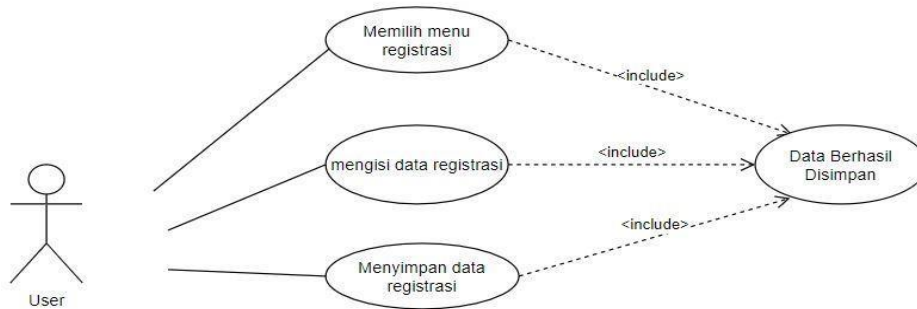 Memilih menu
registrasi
<include>
mengisi data registrasi
<include>
Data Berhasil
Disimpan
<include>
Menyimpan data
registrasi
User